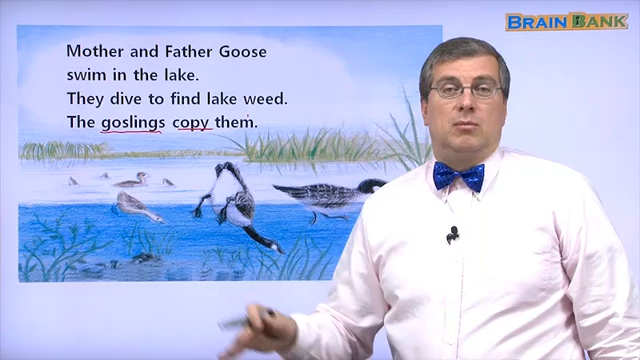 BRAIN BANK
Mother and Father Goose
swim in the lake.
They dive to find lake weed.
The goslings copy them.